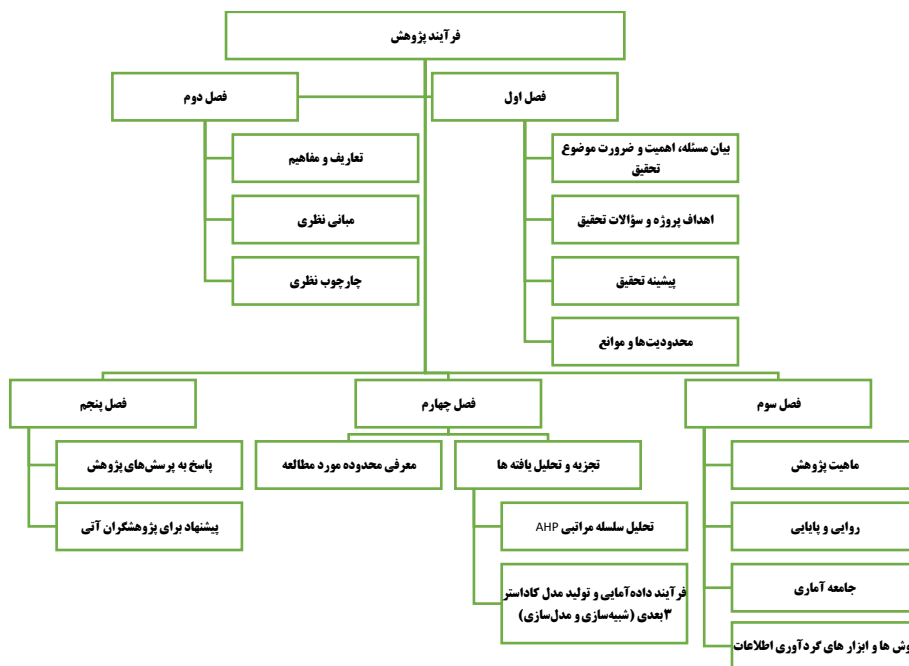 فرآیند پژوهش
فصل اول
بیان مسئله، اهمیت و ضرورت موضوع
تحقیق
اهداف پروژه و سؤالات تحقیق
پیشینه تحقیق
محدودیت‌ها و موانع
فصل دوم
تعاریف و مفاهیم
مبانی نظری
چارچوب نظری
فصل سوم
ماهیت پژوهش
روایی و پایایی
جامعه آماری
ها و ابزار های گردآوری اطلاعات
فصل چهارم
تجزیه و تحلیل یافته ها
تحلیل سلسله مراتبی AHP
فرآیند داده‌آمایی و تولید مدل کاداستر
۳بعدی (شبیه‌سازی و مدل‌سازی)
معرفی محدوده مورد مطالعه
فصل پنجم
پاسخ به پرسش‌های پژوهش
پیشنهاد برای پژوهشگران آتی